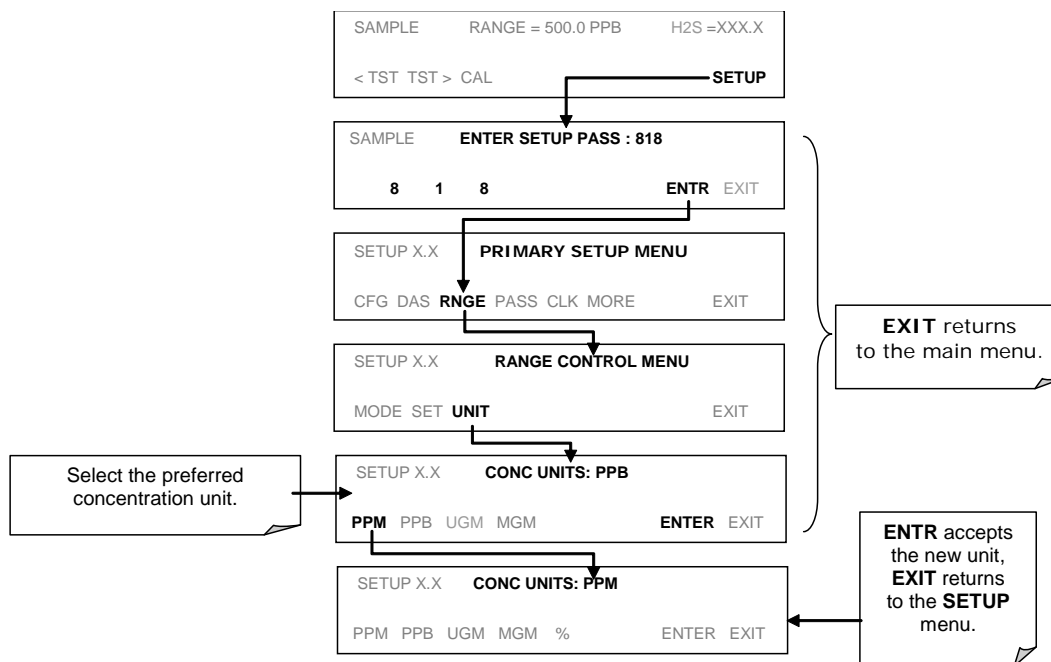 SAMPLE RANGE = 500.0 PPB H2S =XXX.X
< TST TST > CAL SETUP
SAMPLE ENTER SETUP PASS : 818
8 1 8 ENTR EXIT
SETUP X.X PRIMARY SETUP MENU
CFG DAS RNGE PASS CLK MORE EXIT
EXIT returns
to the main menu.
SETUP X.X RANGE CONTROL MENU
MODE SET UNIT EXIT
Select the preferred
concentration unit.
SETUP X.X CONC UNITS: PPB
PPM PPB UGM MGM ENTER EXIT
ENTR accepts
the new unit,
EXIT returns
to the SETUP
menu.
SETUP X.X CONC UNITS: PPM
PPM PPB UGM MGM % ENTER EXIT